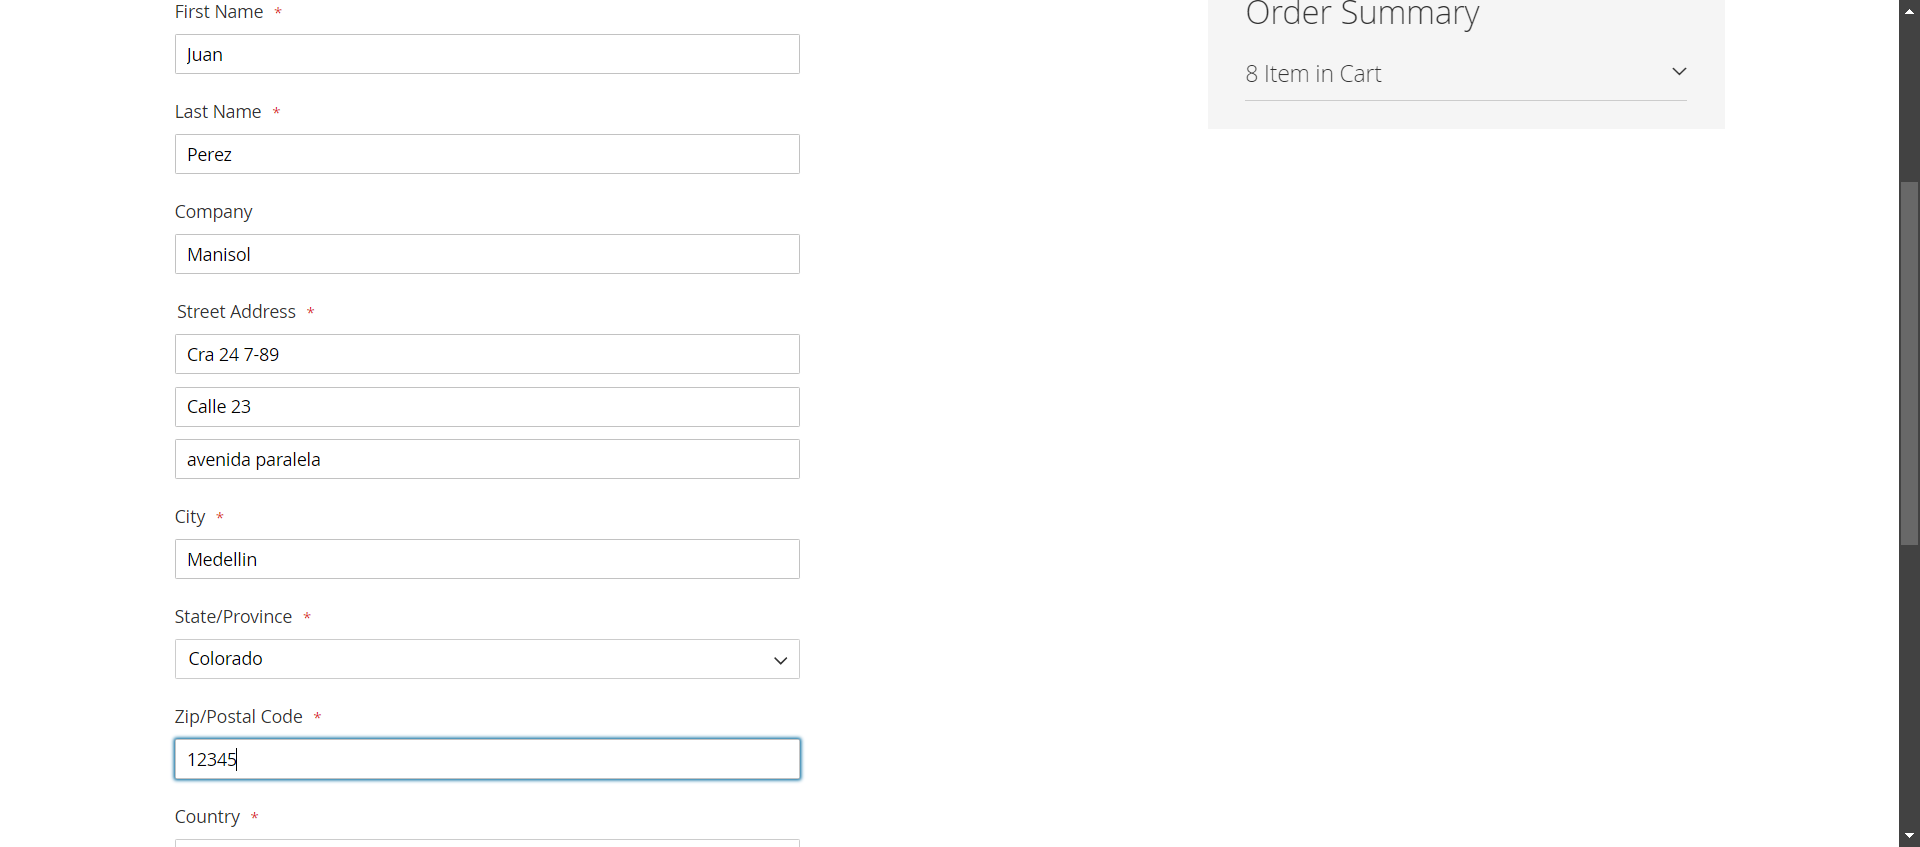 First Name *
Juan
Last Name *
Perez
Company
Manisol
Street Address *
Cra 24 7-89
Calle 23
avenida paralela
City *
Medellin
State/Province *
Colorado
Zip/Postal Code *
12345
Country *
Order Summary
8 Item in Cart